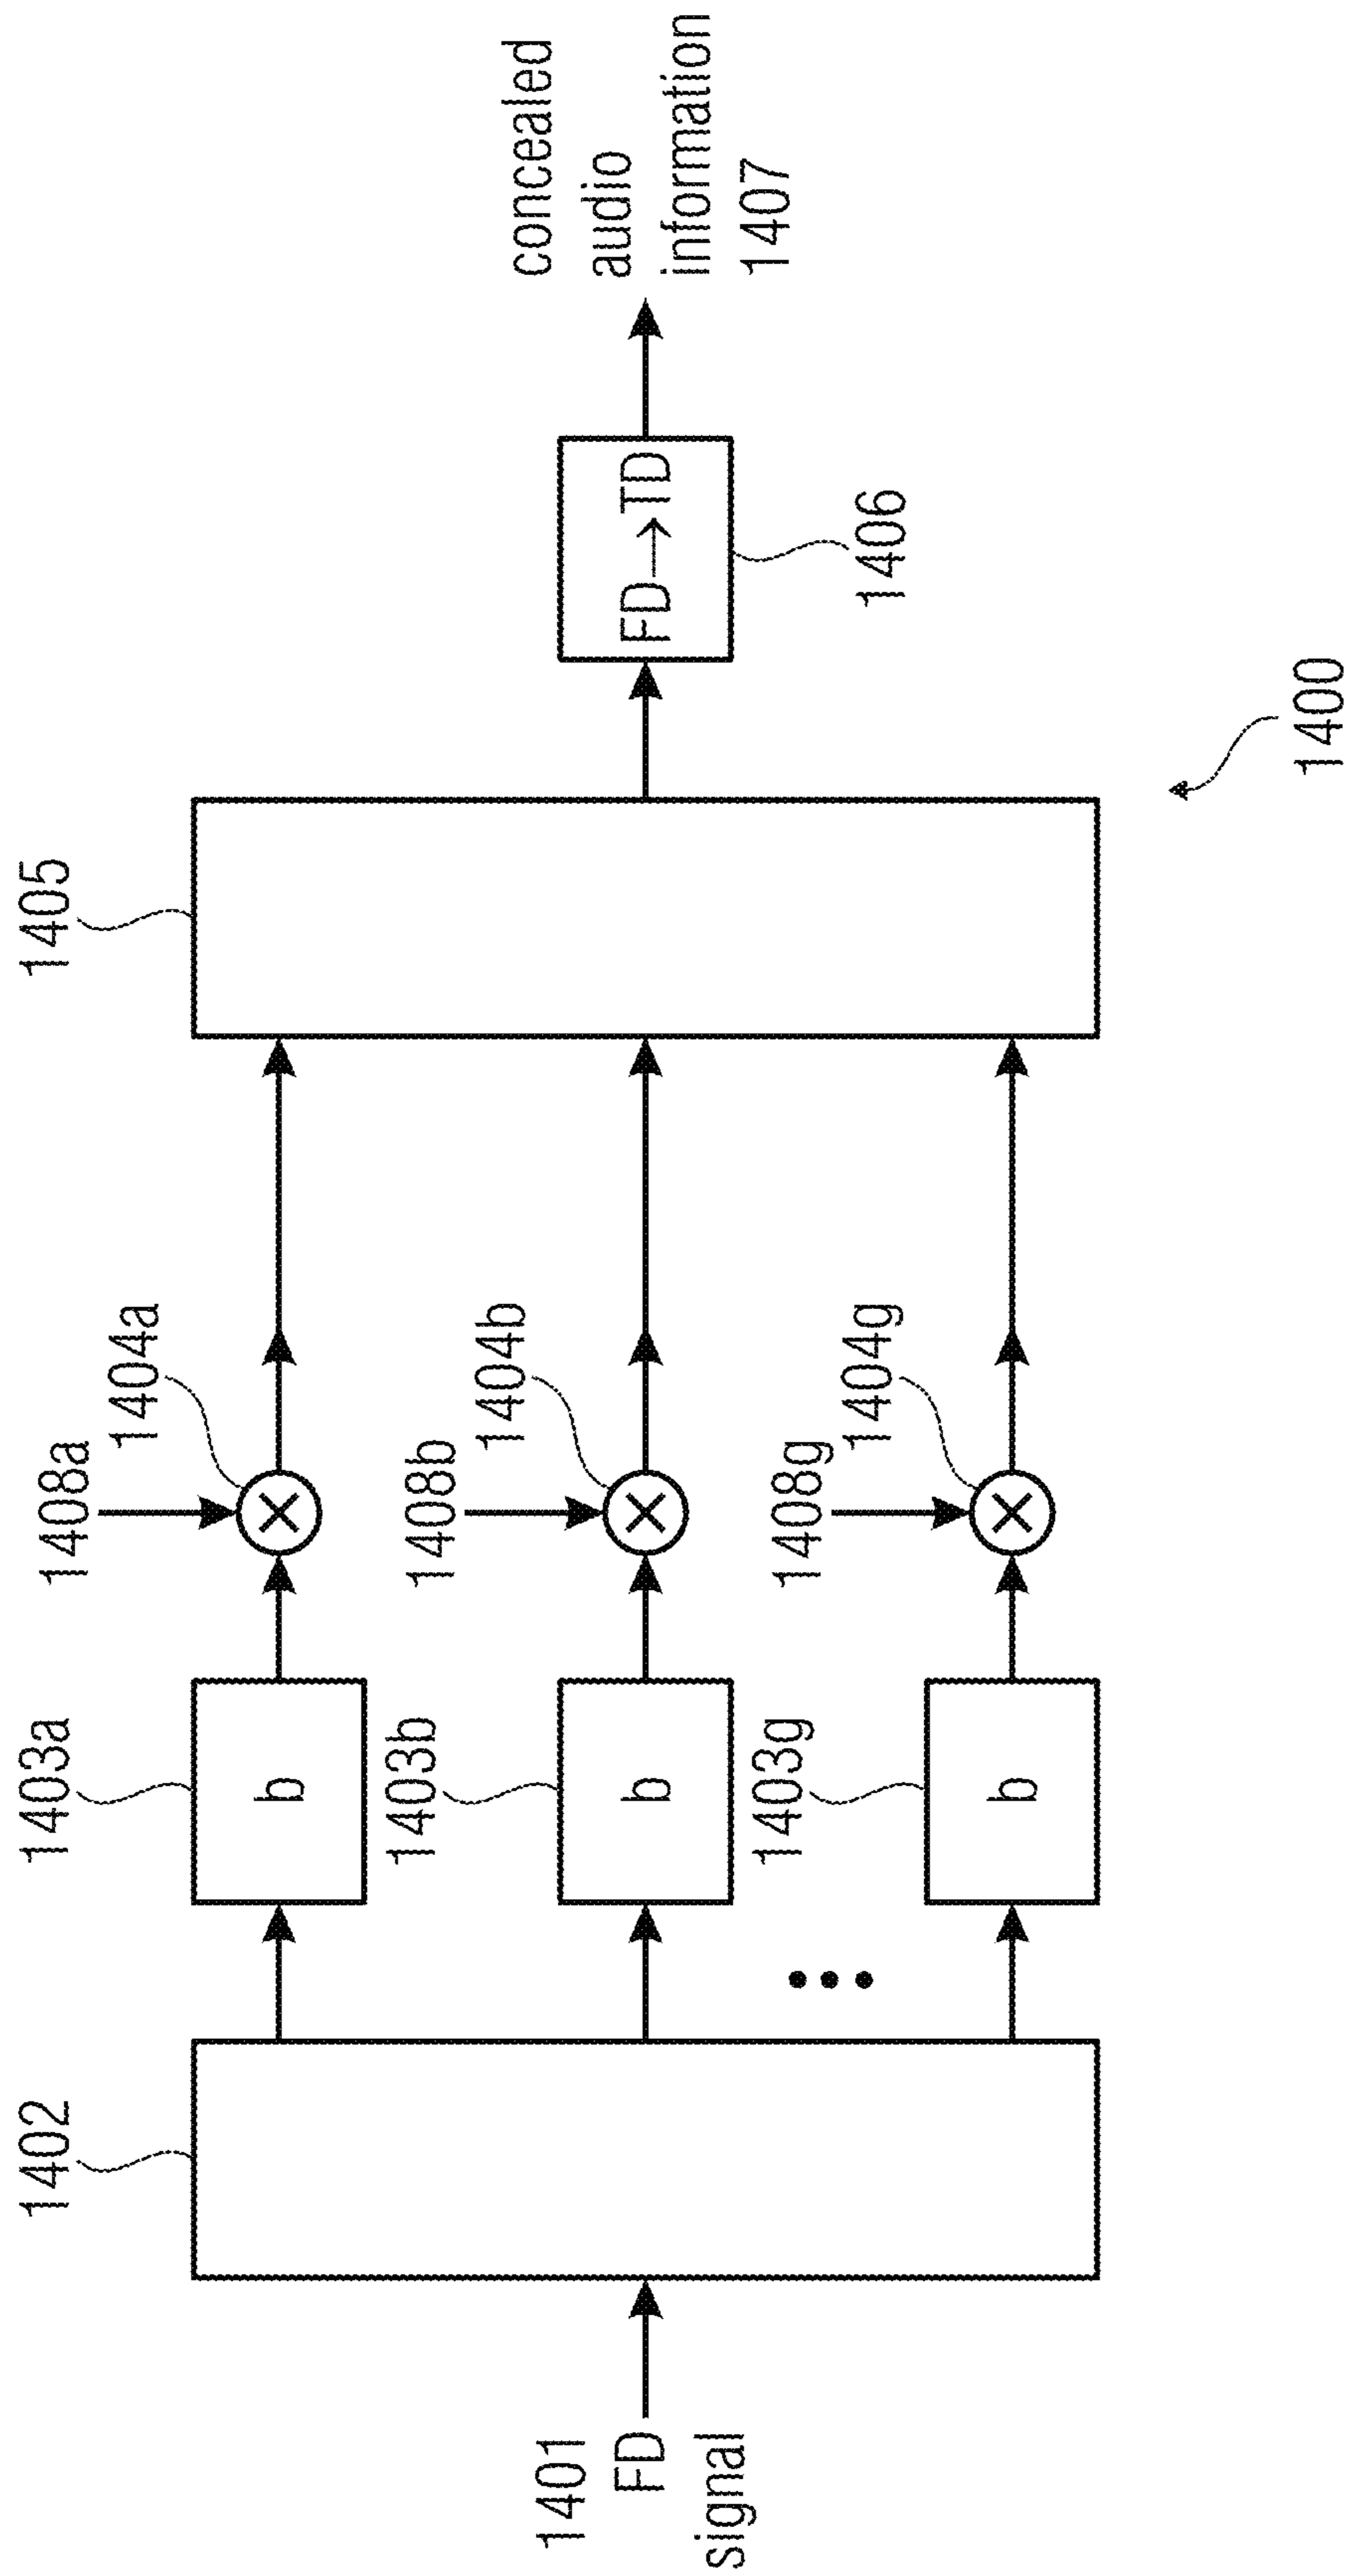 1402
1403a
1408a
1404a
1405
b
1403b
1408b
1404b
1401
FD
signal
b
FD→TD
1406
concealed
audio
information
1407
1403g
1408g
1404g
b
1400